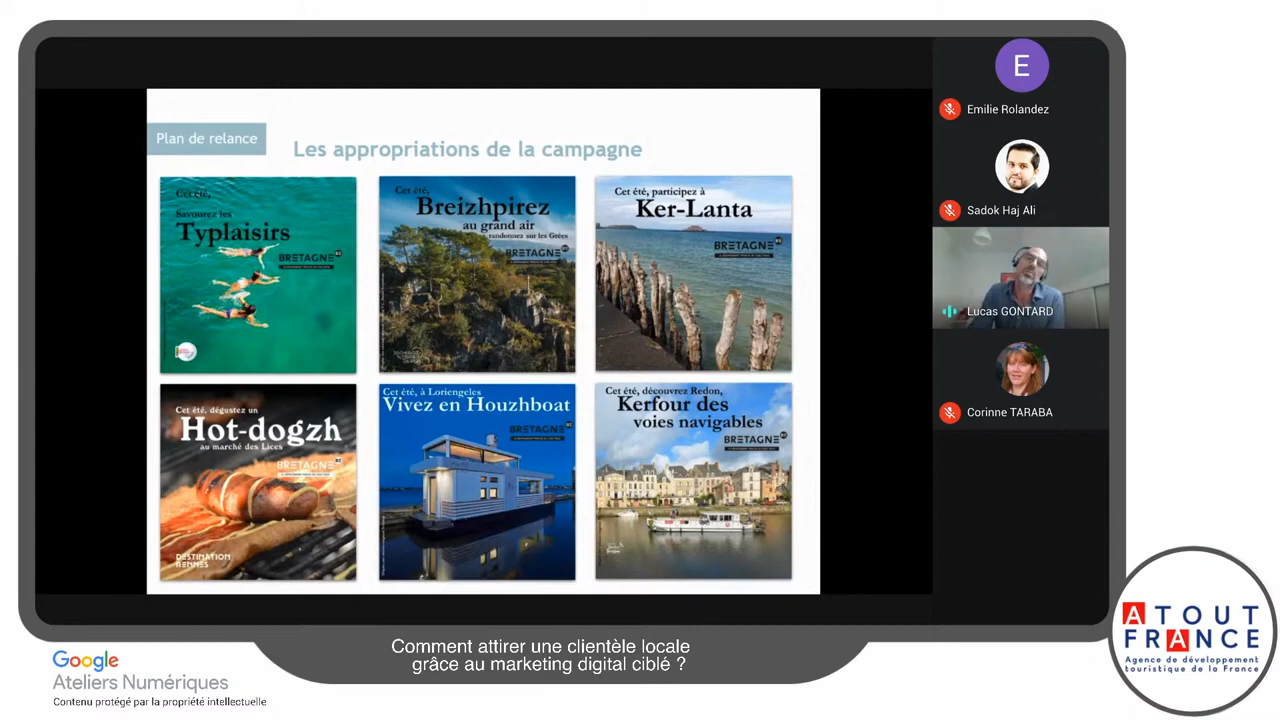 Plan de relance
Les appropriations de la campagne
Cet été,
Savourez les
Typlaisirs
BRETAGNE
Cet été,
Breizhpirez
au grand air
randonnez sur les Grées
BRETAGNE
Cet été, participez à
Ker-Lanta
BRETAGNE
Cet été, dégustez un
Hot-dogzh
au marché des Lices
BRETAGNE
DESTINATION
RENNES
Cet été, à Loriengeles
Vivez en Houzhboat
BRETAGNE
Cet été, découvrez Redon,
Kerfour des
voies navigables
BRETAGNE
E
Emilie Rolandez
Sadok Haj Ali
Lucas GONTARD
Corinne TARABA
Comment attirer une clientèle locale
grâce au marketing digital ciblé ?
Google
Ateliers Numériques
Contenu protégé par la propriété intellectuelle
ATOUT
FRANCE
Agence de développement
touristique de la France